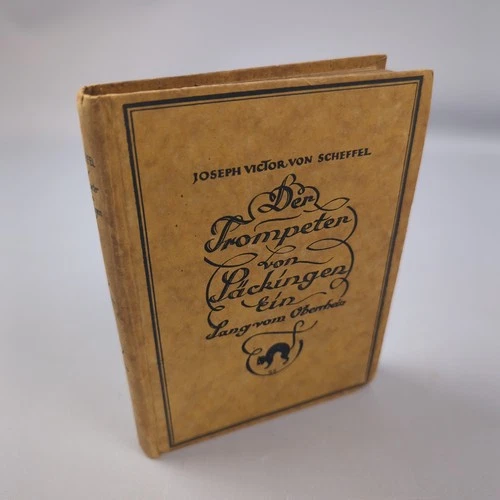 JOSEPH VICTOR VON SCHEFFEL
Der
Trompeter
von
Säckingen
Ein
Sang vom Oberrhein